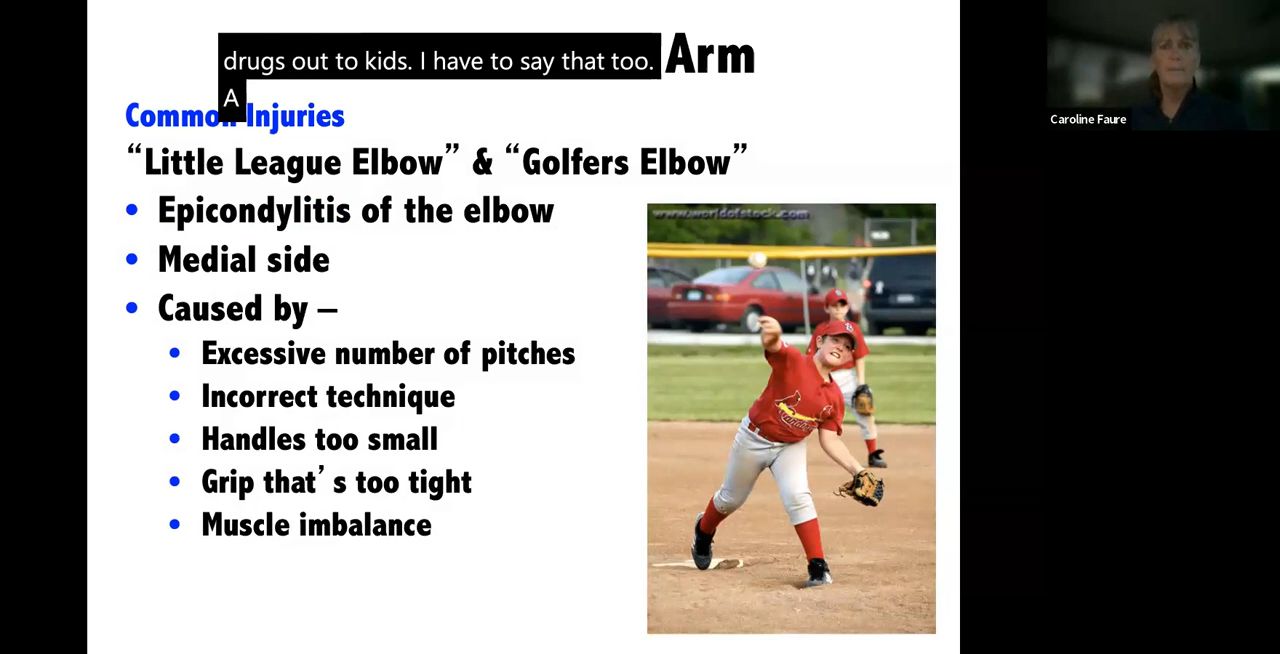 drugs out to kids. I have to say that too.
A
Arm
Common Injuries
“Little League Elbow” & “Golfers Elbow”
• Epicondylitis of the elbow
• Medial side
• Caused by –
• Excessive number of pitches
• Incorrect technique
• Handles too small
• Grip that’s too tight
• Muscle imbalance
www.worldofstock.com
Caroline Faure